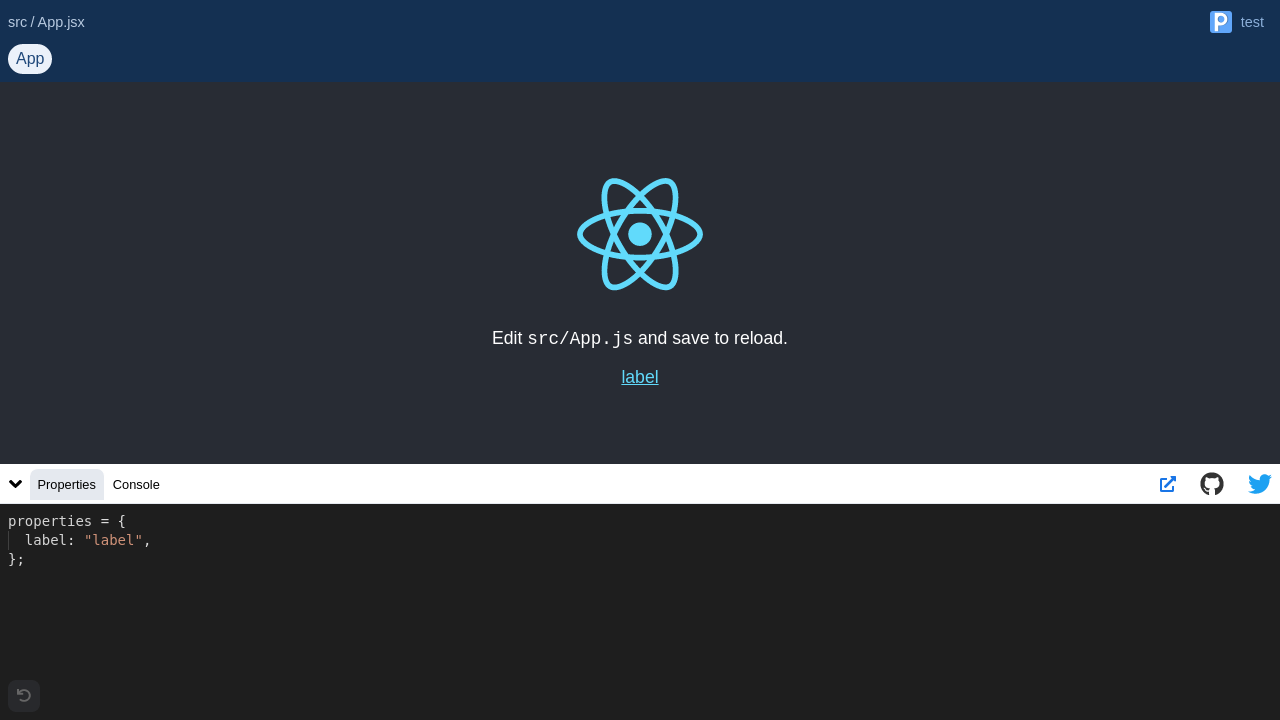 src / App.jsx
test
App
Edit src/App.js and save to reload.
label
Properties
Console
properties = {
  label: "label",
};